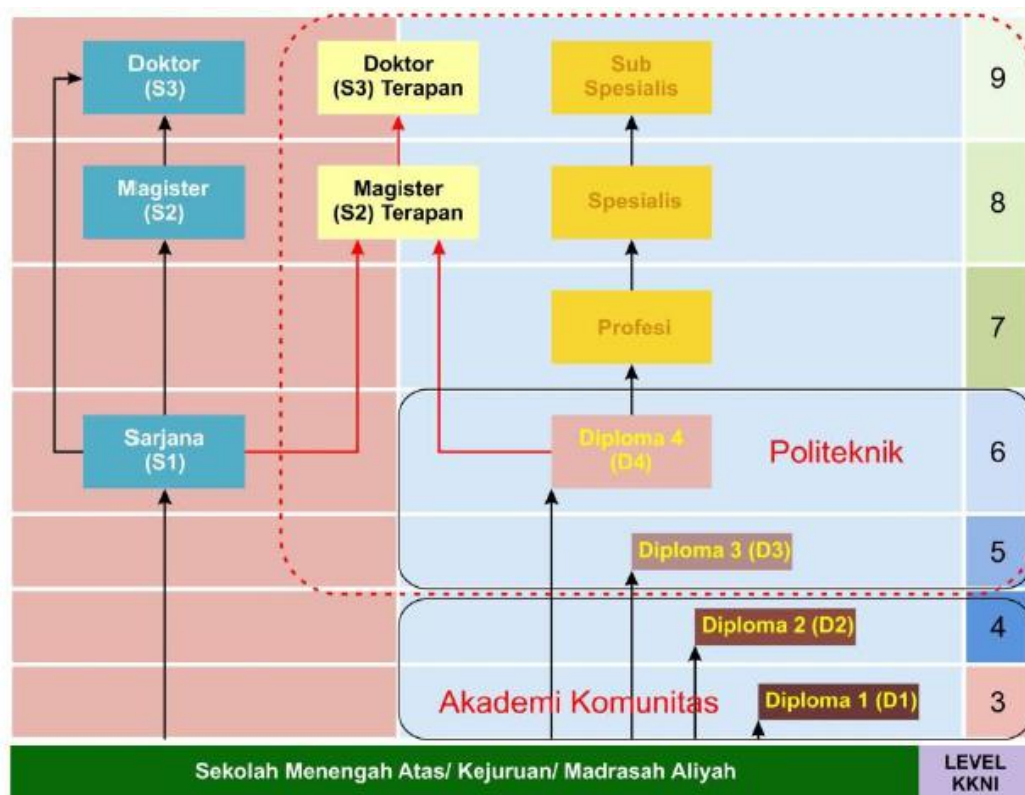 Doktor
(S3)
Doktor
(S3) Terapan
Sub
Spesialis
9
Magister
(S2)
Magister
(S2) Terapan
Spesialis
8
Profesi
7
Sarjana
(S1)
Diploma 4
(D4)
Politeknik
6
Diploma 3 (D3)
5
Diploma 2 (D2)
4
Akademi Komunitas
Diploma 1 (D1)
3
Sekolah Menengah Atas/ Kejuruan/ Madrasah Aliyah
LEVEL
KKNI